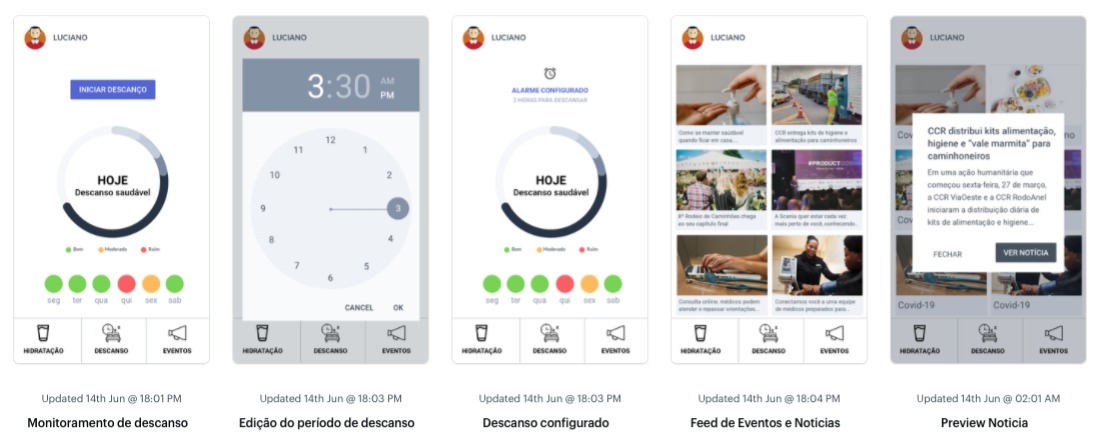 LUCIANO
INICIAR DESCANÇO
HOJE
Descanso saudável
Bom
Moderado
Ruim
seg
ter
qua
qui
sex
sab
HIDRATAÇÃO
DESCANSO
EVENTOS
Updated 14th Jun @ 18:01 PM
Monitoramento de descanso
LUCIANO
3:30
AM
PM
12
1
2
3
4
5
6
7
8
9
10
11
CANCEL
OK
HIDRATAÇÃO
DESCANSO
EVENTOS
Updated 14th Jun @ 18:03 PM
Edição do período de descanso
LUCIANO
ALARME CONFIGURADO
HORAS PARA DESCANSAR
HOJE
Descanso saudável
Bom
Moderado
Ruim
seg
ter
qua
qui
sex
sab
HIDRATAÇÃO
DESCANSO
EVENTOS
Updated 14th Jun @ 18:03 PM
Descanso configurado
LUCIANO
Como se manter saudável
quando ficar em casa...
CCR entrega kits de higiene e
alimentação para caminhoneiros
#PRODUCT
8º Rodeio de Caminhões chega
ao seu capítulo final
A Scania quer estar cada vez
mais perto de você, conhecendo...
Consulta online: médicos podem
atender e repassar orientações...
Conectamos você a uma equipe
de médicos preparados para...
HIDRATAÇÃO
DESCANSO
EVENTOS
Updated 14th Jun @ 18:04 PM
Feed de Eventos e Noticias
LUCIANO
CCR distribui kits alimentação,
higiene e “vale marmita” para
caminhoneiros
Em uma ação humanitária que
começou sexta-feira, 27 de março,
a CCR ViaOeste e a CCR RodoAnel
iniciaram a distribuição diária de
kits de alimentação e higiene...
FECHAR
VER NOTÍCIA
Covid-19
Covid-19
HIDRATAÇÃO
DESCANSO
EVENTOS
Updated 14th Jun @ 02:01 AM
Preview Noticia